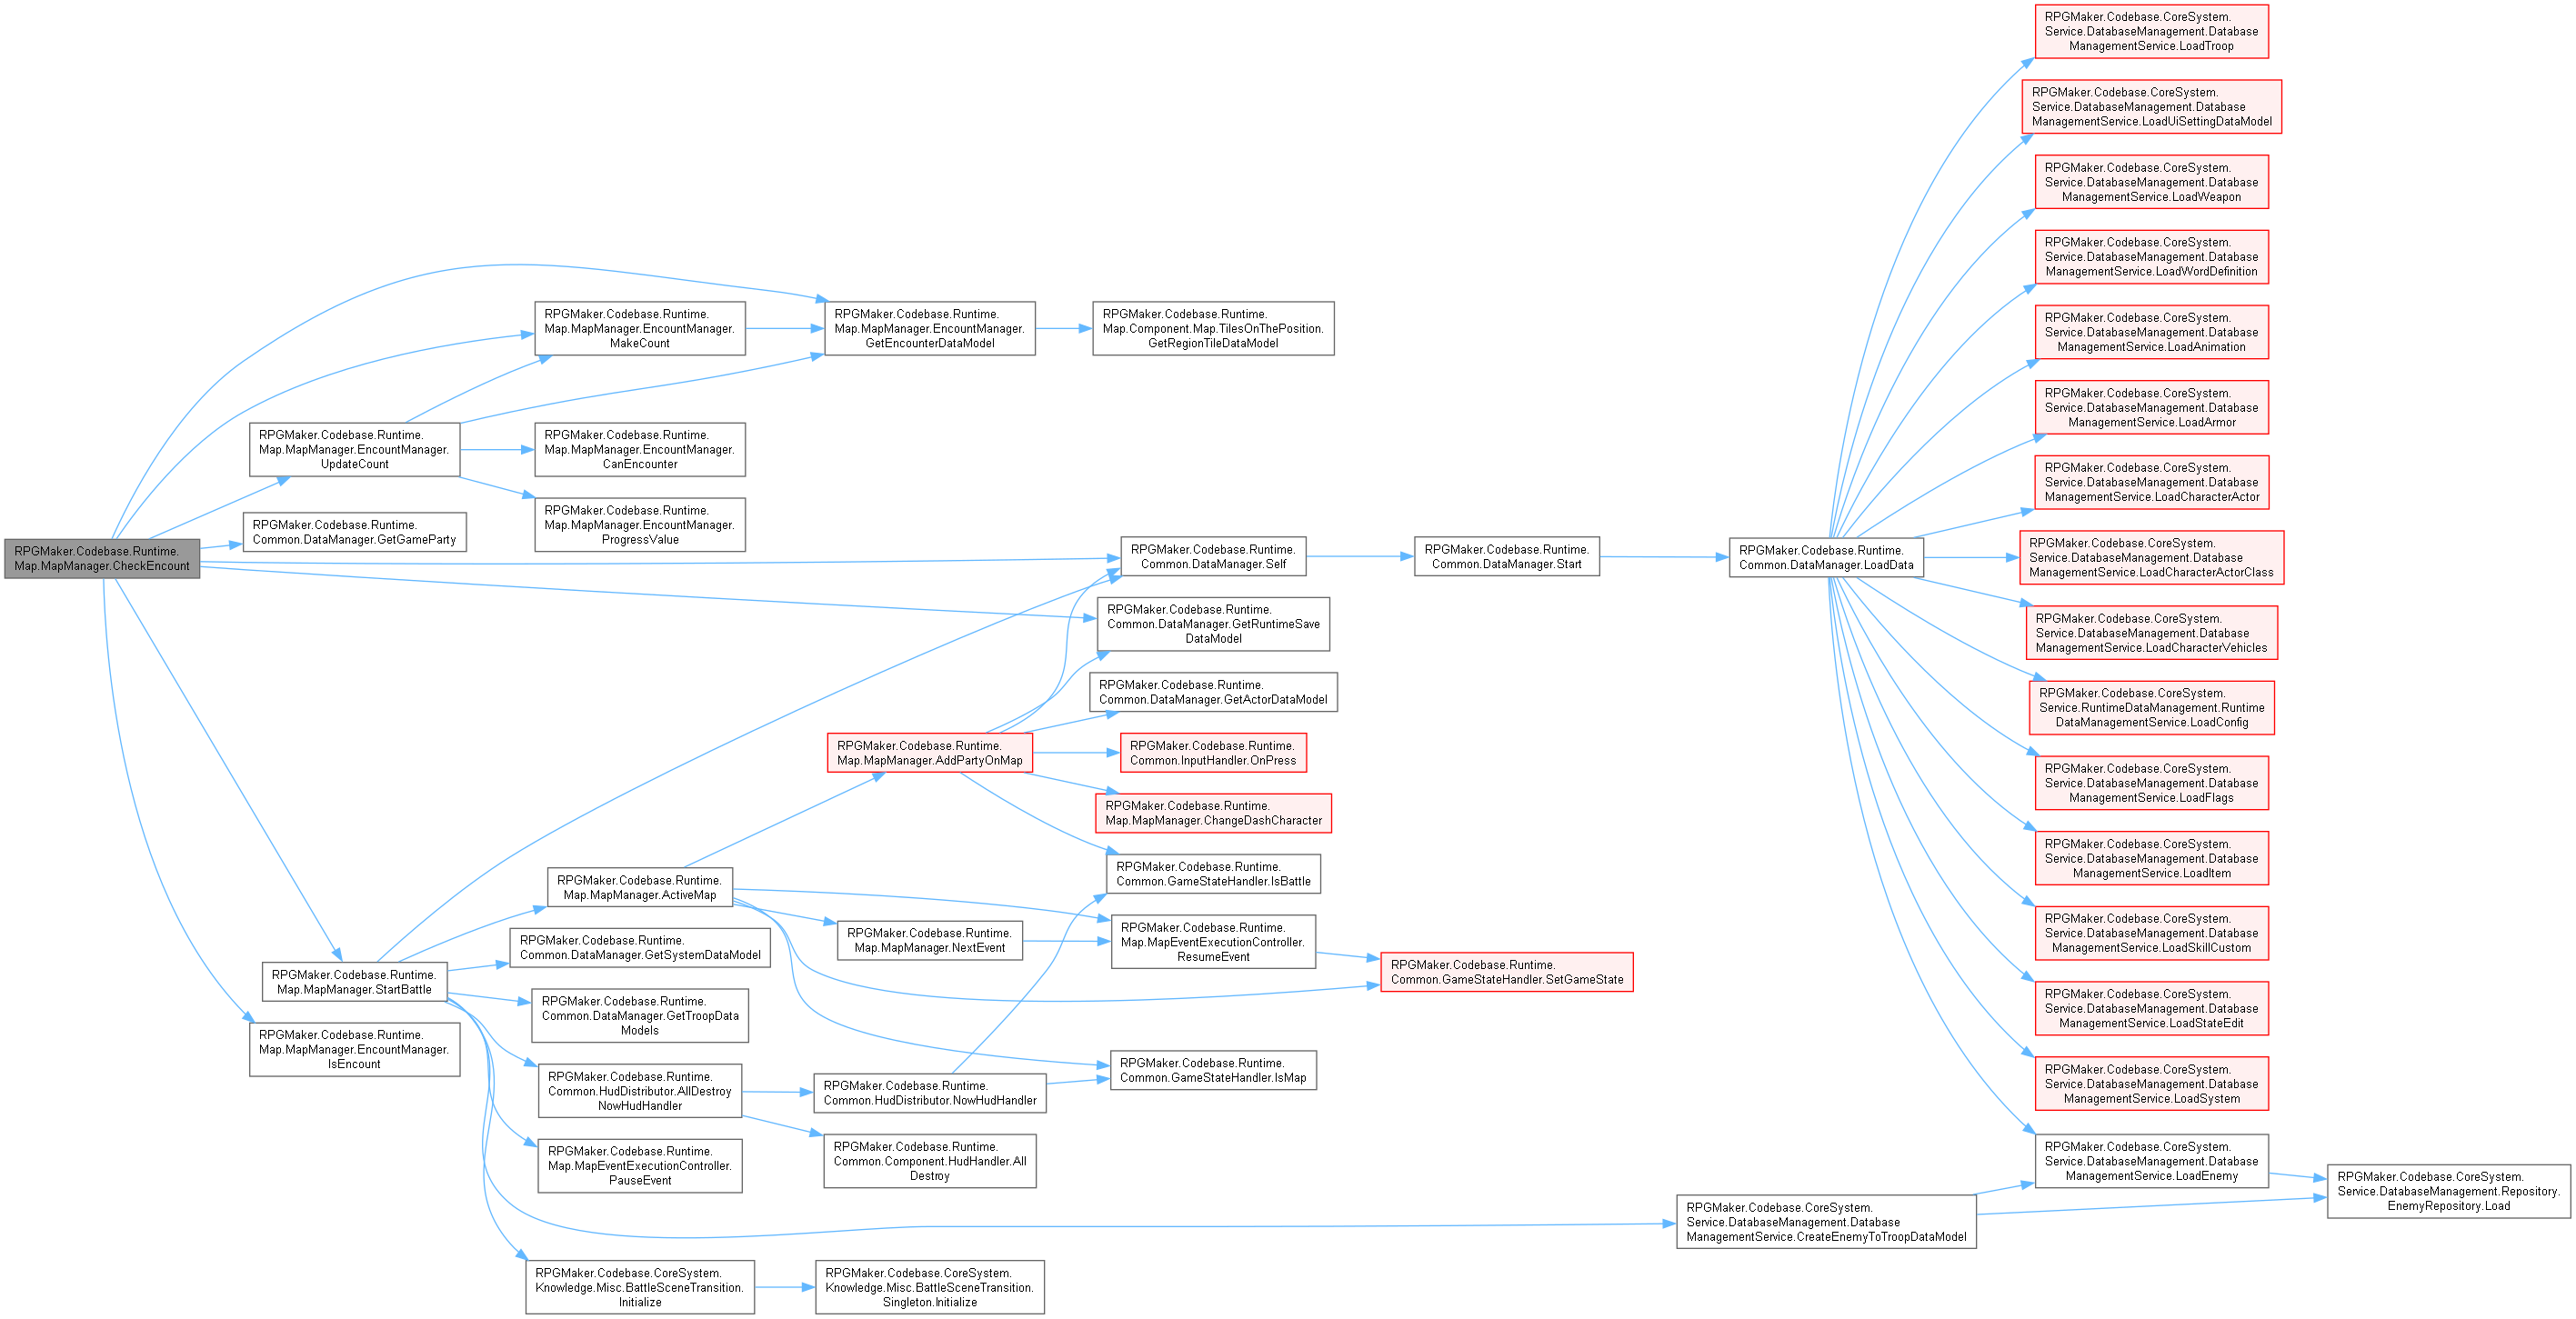 RPGMaker.Codebase.Runtime.
Map.MapManager.CheckEncount
RPGMaker.Codebase.Runtime.
Map.MapManager.EncountManager.
MakeCount
RPGMaker.Codebase.Runtime.
Map.MapManager.EncountManager.
GetEncounterDataModel
RPGMaker.Codebase.Runtime.
Map.Component.Map.TilesOnThePosition.
GetRegionTileDataModel
RPGMaker.Codebase.Runtime.
Map.MapManager.EncountManager.
UpdateCount
RPGMaker.Codebase.Runtime.
Map.MapManager.EncountManager.
CanEncounter
RPGMaker.Codebase.Runtime.
Map.MapManager.EncountManager.
ProgressValue
RPGMaker.Codebase.Runtime.
Common.DataManager.GetGameParty
RPGMaker.Codebase.Runtime.
Common.DataManager.Self
RPGMaker.Codebase.Runtime.
Common.DataManager.Start
RPGMaker.Codebase.Runtime.
Common.DataManager.LoadData
RPGMaker.Codebase.Runtime.
Common.DataManager.GetRuntimeSave
DataModel
RPGMaker.Codebase.Runtime.
Common.DataManager.GetActorDataModel
RPGMaker.Codebase.Runtime.
Map.MapManager.AddPartyOnMap
RPGMaker.Codebase.Runtime.
Common.InputHandler.OnPress
RPGMaker.Codebase.Runtime.
Map.MapManager.ChangeDashCharacter
RPGMaker.Codebase.Runtime.
Common.GameStateHandler.IsBattle
RPGMaker.Codebase.Runtime.
Map.MapManager.ActiveMap
RPGMaker.Codebase.Runtime.
Map.MapManager.NextEvent
RPGMaker.Codebase.Runtime.
Map.MapEventExecutionController.
ResumeEvent
RPGMaker.Codebase.Runtime.
Common.GameStateHandler.SetGameState
RPGMaker.Codebase.Runtime.
Map.MapManager.StartBattle
RPGMaker.Codebase.Runtime.
Common.DataManager.GetSystemDataModel
RPGMaker.Codebase.Runtime.
Common.DataManager.GetTroopData
Models
RPGMaker.Codebase.Runtime.
Map.MapManager.EncountManager.
IsEncount
RPGMaker.Codebase.Runtime.
Common.HudDistributor.AllDestroy
NowHudHandler
RPGMaker.Codebase.Runtime.
Common.HudDistributor.NowHudHandler
RPGMaker.Codebase.Runtime.
Common.GameStateHandler.IsMap
RPGMaker.Codebase.Runtime.
Common.Component.HudHandler.All
Destroy
RPGMaker.Codebase.Runtime.
Map.MapEventExecutionController.
PauseEvent
RPGMaker.Codebase.CoreSystem.
Knowledge.Misc.BattleSceneTransition.
Initialize
RPGMaker.Codebase.CoreSystem.
Knowledge.Misc.BattleSceneTransition.
Singleton.Initialize
RPGMaker.Codebase.CoreSystem.
Service.DatabaseManagement.Database
ManagementService.CreateEnemyToTroopDataModel
RPGMaker.Codebase.CoreSystem.
Service.DatabaseManagement.Database
ManagementService.LoadTroop
RPGMaker.Codebase.CoreSystem.
Service.DatabaseManagement.Database
ManagementService.LoadUiSettingDataModel
RPGMaker.Codebase.CoreSystem.
Service.DatabaseManagement.Database
ManagementService.LoadWeapon
RPGMaker.Codebase.CoreSystem.
Service.DatabaseManagement.Database
ManagementService.LoadWordDefinition
RPGMaker.Codebase.CoreSystem.
Service.DatabaseManagement.Database
ManagementService.LoadAnimation
RPGMaker.Codebase.CoreSystem.
Service.DatabaseManagement.Database
ManagementService.LoadArmor
RPGMaker.Codebase.CoreSystem.
Service.DatabaseManagement.Database
ManagementService.LoadCharacterActor
RPGMaker.Codebase.CoreSystem.
Service.DatabaseManagement.Database
ManagementService.LoadCharacterActorClass
RPGMaker.Codebase.CoreSystem.
Service.DatabaseManagement.Database
ManagementService.LoadCharacterVehicles
RPGMaker.Codebase.CoreSystem.
Service.RuntimeDataManagement.Runtime
DataManagementService.LoadConfig
RPGMaker.Codebase.CoreSystem.
Service.DatabaseManagement.Database
ManagementService.LoadFlags
RPGMaker.Codebase.CoreSystem.
Service.DatabaseManagement.Database
ManagementService.LoadItem
RPGMaker.Codebase.CoreSystem.
Service.DatabaseManagement.Database
ManagementService.LoadSkillCustom
RPGMaker.Codebase.CoreSystem.
Service.DatabaseManagement.Database
ManagementService.LoadStateEdit
RPGMaker.Codebase.CoreSystem.
Service.DatabaseManagement.Database
ManagementService.LoadSystem
RPGMaker.Codebase.CoreSystem.
Service.DatabaseManagement.Database
ManagementService.LoadEnemy
RPGMaker.Codebase.CoreSystem.
Service.DatabaseManagement.Repository.
EnemyRepository.Load